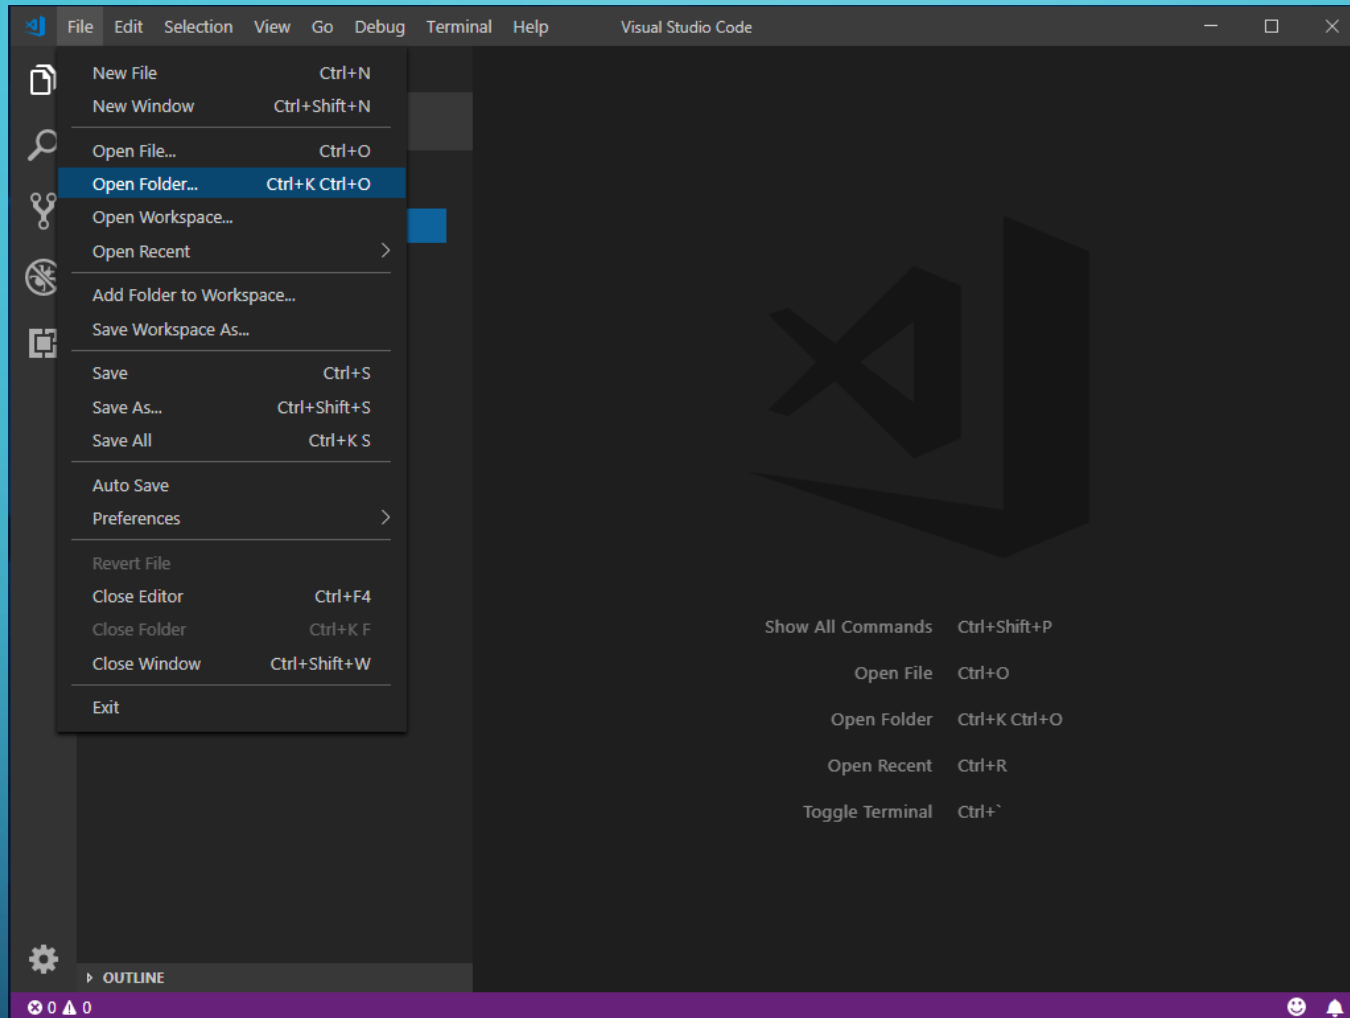 File Edit Selection View Go Debug Terminal Help Visual Studio Code
New File Ctrl+N
New Window Ctrl+Shift+N
Open File... Ctrl+O
Open Folder... Ctrl+K Ctrl+O
Open Workspace...
Open Recent
Add Folder to Workspace...
Save Workspace As...
Save Ctrl+S
Save As... Ctrl+Shift+S
Save All Ctrl+K S
Auto Save
Preferences
Revert File
Close Editor Ctrl+F4
Close Folder Ctrl+K F
Close Window Ctrl+Shift+W
Exit
Show All Commands Ctrl+Shift+P
Open File Ctrl+O
Open Folder Ctrl+K Ctrl+O
Open Recent Ctrl+R
Toggle Terminal Ctrl+`
OUTLINE
0 0